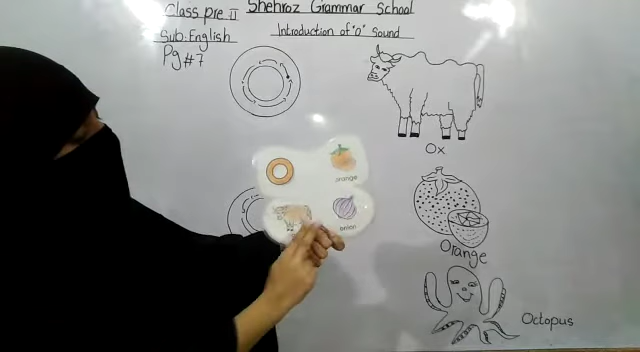 Class pre II
Shehroz Grammar School
Sub: English
Introduction of "o" sound
Pg #7
Ox
orange
onion
Orange
Octopus